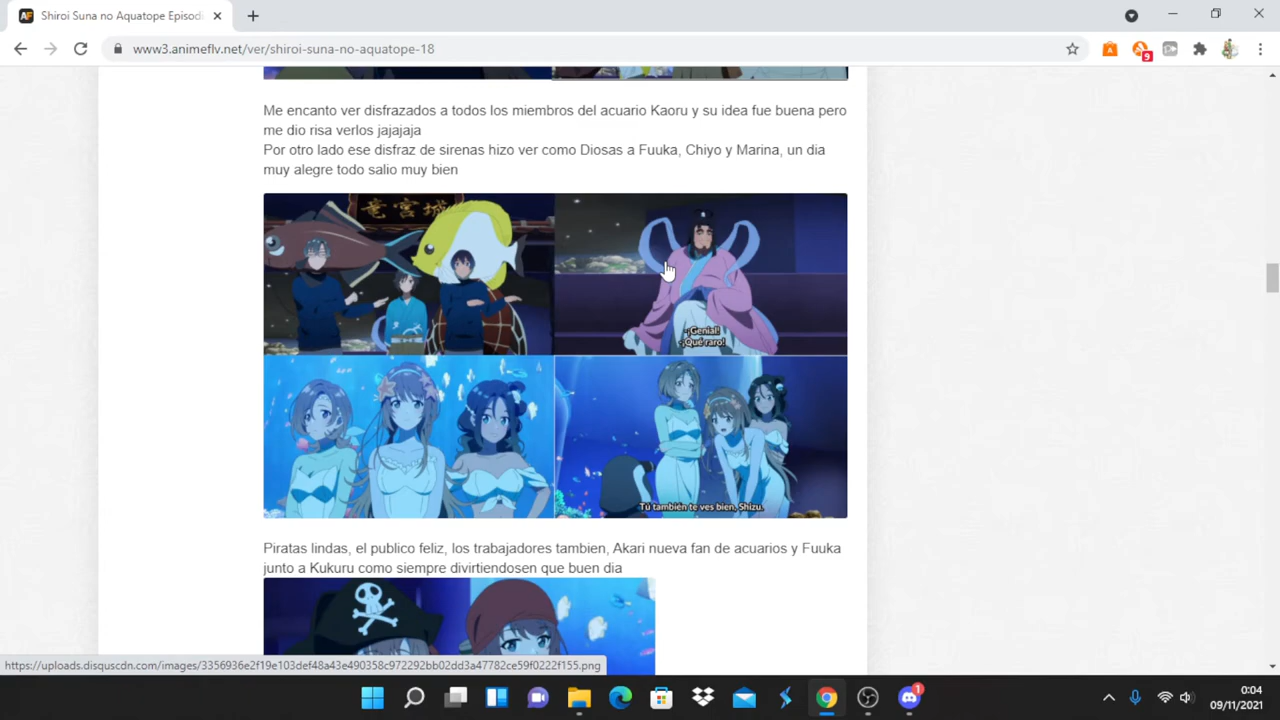 Shiroi Suna no Aquatope Episodi
www3.animeflv.net/ver/shiroi-suna-no-aquatope-18
9
Me encanto ver disfrazados a todos los miembros del acuario Kaoru y su idea fue buena pero
me dio risa verlos jajajaja
Por otro lado ese disfraz de sirenas hizo ver como Diosas a Fuuka, Chiyo y Marina, un dia
muy alegre todo salio muy bien
竜宮城
¡Genial!
¡Qué raro!
Tú también te ves bien, Shizu.
Piratas lindas, el publico feliz, los trabajadores tambien, Akari nueva fan de acuarios y Fuuka
junto a Kukuru como siempre divirtiendosen que buen dia
https://uploads.disquscdn.com/images/3356936e2f19e103def48a43e490358c972292bb02dd3a47782ce59f0222f155.png
1
0:04
09/11/2021